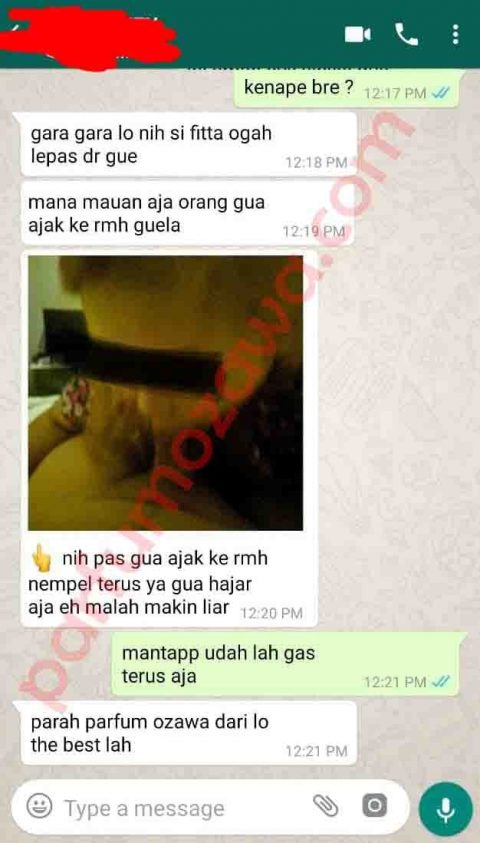 kenape bre ? 12:17 PM
gara gara lo nih si fitta ogah
lepas dr gue 12:18 PM
mana mauan aja orang gua
ajak ke rmh guela 12:19 PM
nih pas gua ajak ke rmh
nempel terus ya gua hajar
aja eh malah makin liar 12:20 PM
mantapp udah lah gas
terus aja 12:21 PM
parah parfum ozawa dari lo
the best lah 12:21 PM
Type a message
parfumozawa.com